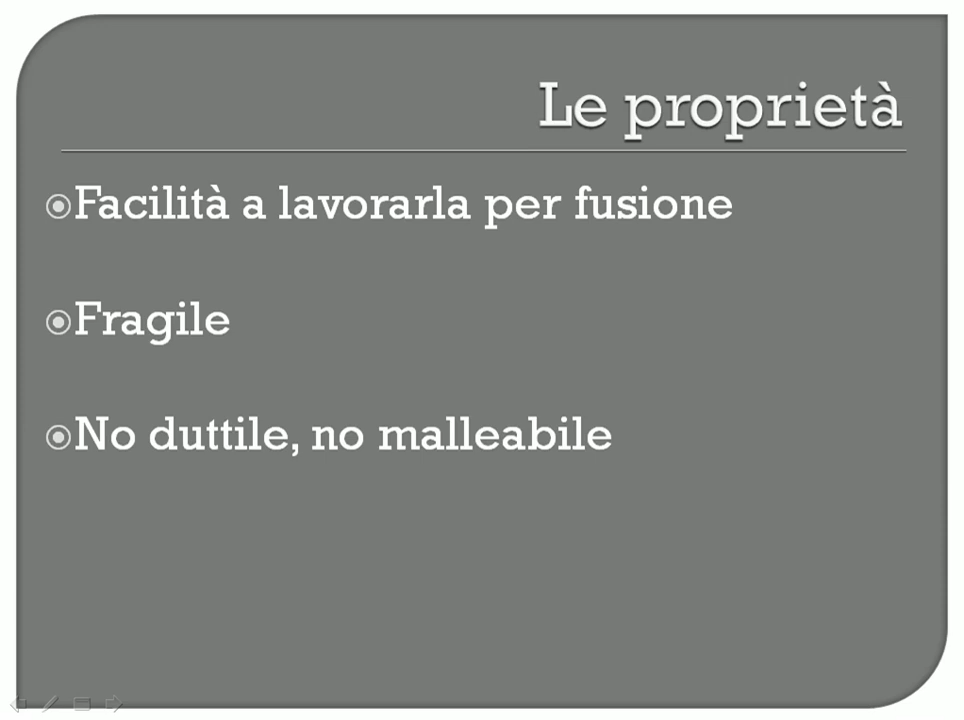 Le proprietà
Facilità a lavorarla per fusione
Fragile
No duttile, no malleabile